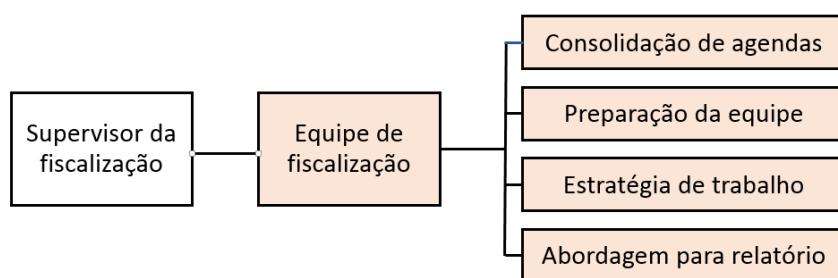 Supervisor da
fiscalização
Equipe de
fiscalização
Consolidação de agendas
Preparação da equipe
Estratégia de trabalho
Abordagem para relatório